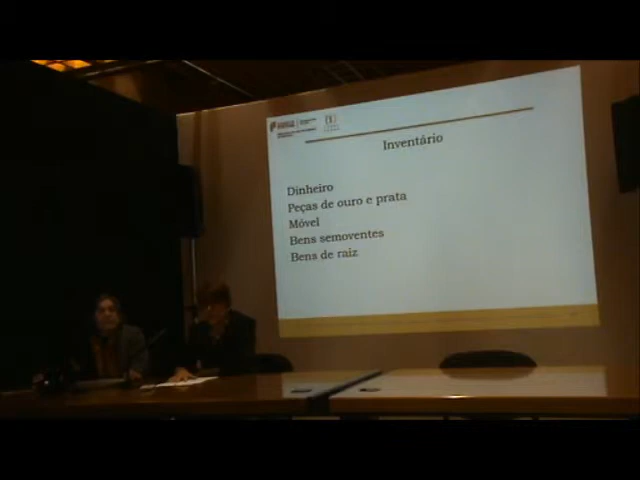 Inventário
Dinheiro
Peças de ouro e prata
Móvel
Bens semoventes
Bens de raiz